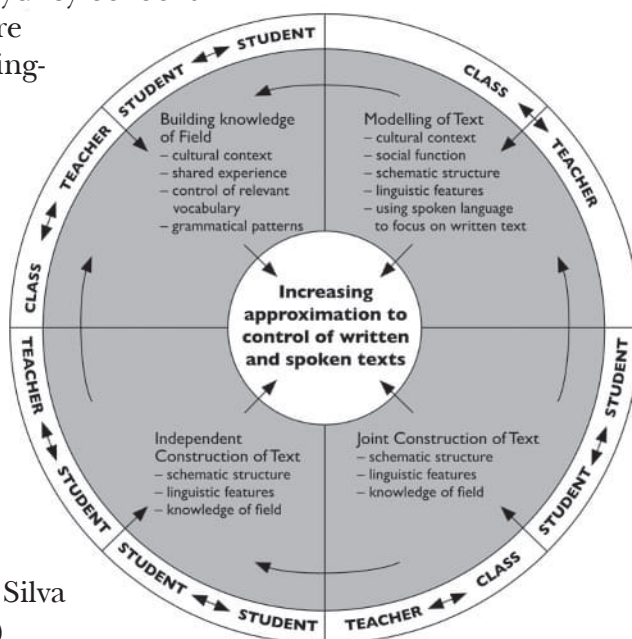 re
ing-
Silva
)
STUDENT ↔ STUDENT
CLASS ↔ TEACHER
TEACHER ↔ CLASS
STUDENT ↔ STUDENT
TEACHER ↔ CLASS
STUDENT ↔ STUDENT
TEACHER ↔ STUDENT
Building knowledge
of Field
– cultural context
– shared experience
– control of relevant
vocabulary
– grammatical patterns
Modelling of Text
– cultural context
– social function
– schematic structure
– linguistic features
– using spoken language
to focus on written text
Increasing
approximation to
control of written
and spoken texts
Independent
Construction of Text
– schematic structure
– linguistic features
– knowledge of field
Joint Construction of Text
– schematic structure
– linguistic features
– knowledge of field